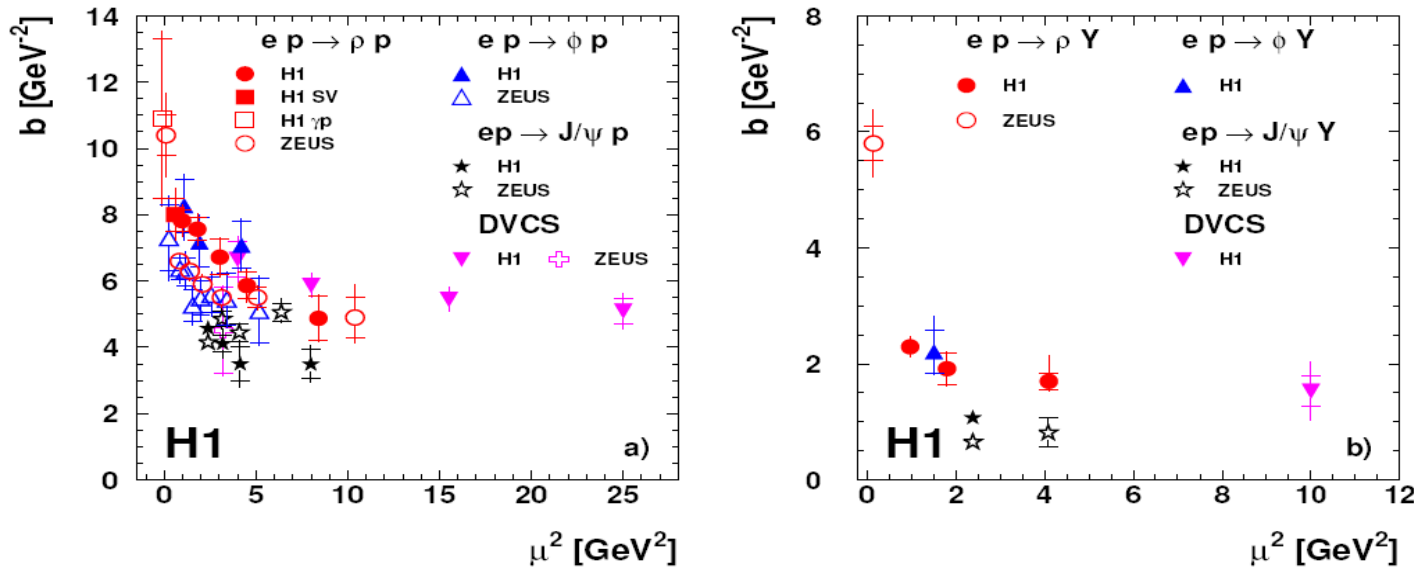 b [GeV⁻²]
14
12
10
8
6
4
2
0
e p → ρ p
H1
H1 SV
H1 γp
ZEUS
e p → ϕ p
H1
ZEUS
ep → J/ψ p
H1
ZEUS
DVCS
H1 ZEUS
H1
a)
0 5 10 15 20 25
μ² [GeV²]
b [GeV⁻²]
8
6
4
2
0
e p → ρ Y
H1
ZEUS
e p → ϕ Y
H1
ep → J/ψ Y
H1
ZEUS
DVCS
H1
H1
b)
0 2 4 6 8 10 12
μ² [GeV²]